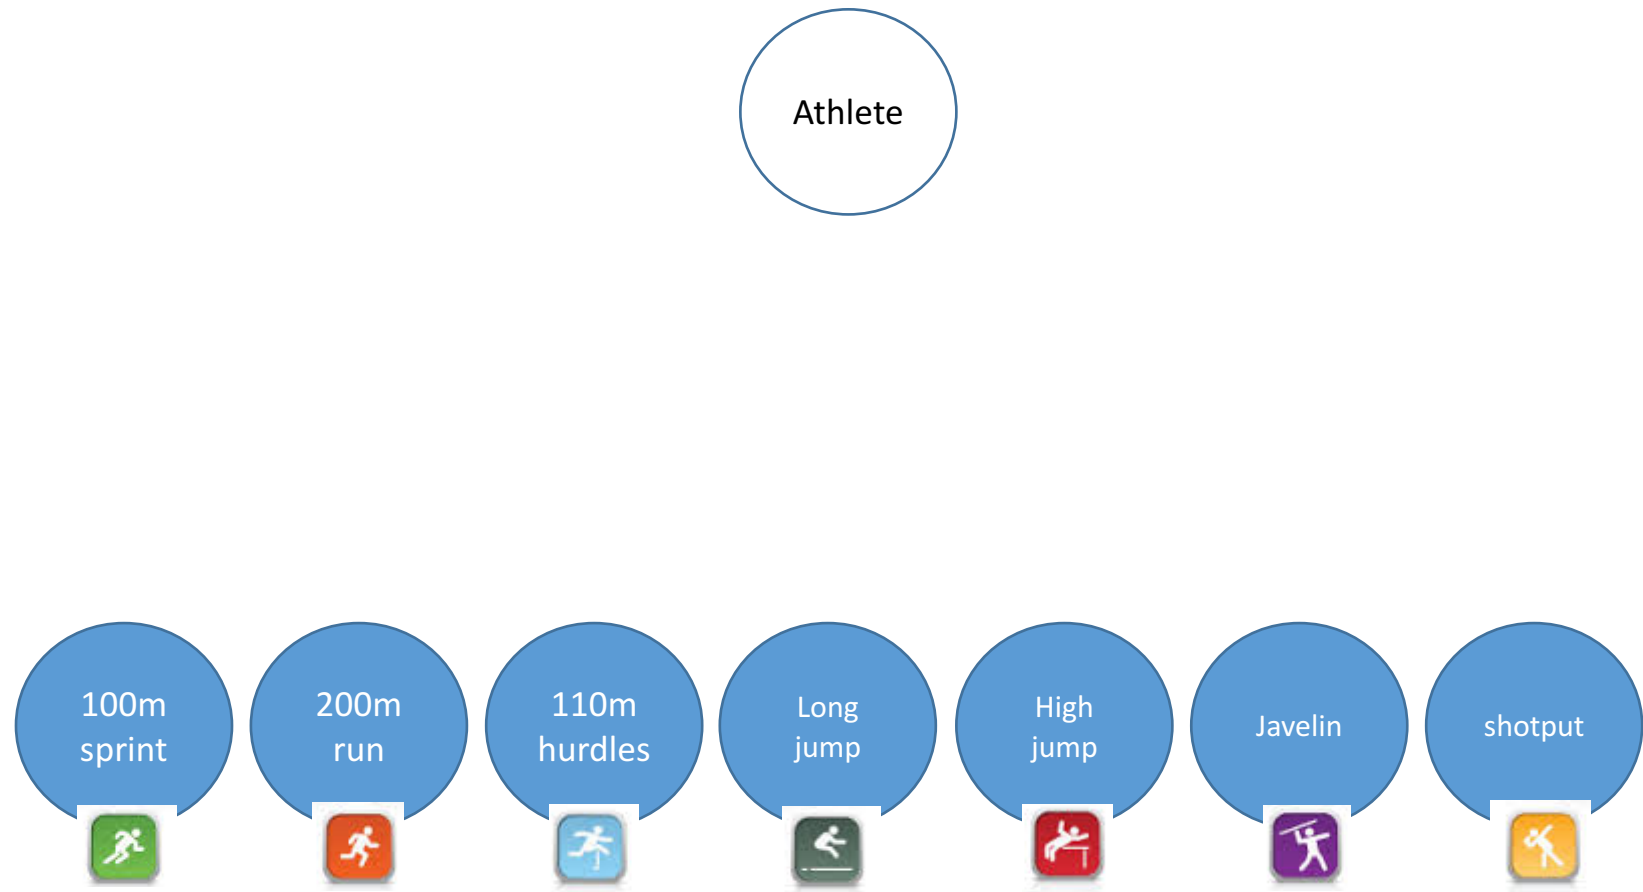 Athlete
100m
sprint
200m
run
110m
hurdles
Long
jump
High
jump
Javelin
shotput